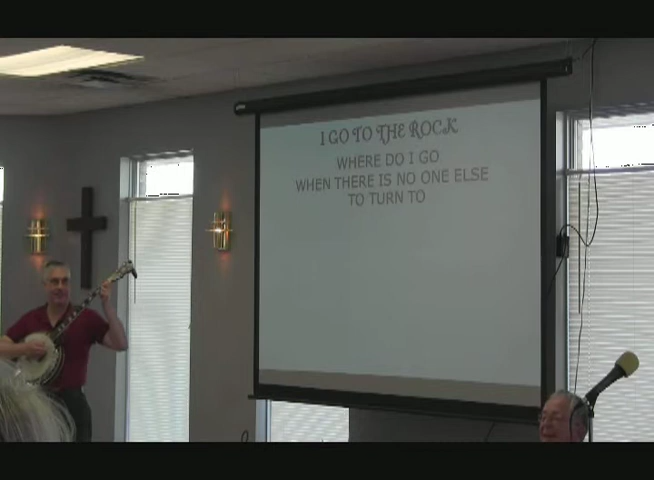 I GO TO THE ROCK
WHERE DO I GO
WHEN THERE IS NO ONE ELSE
TO TURN TO